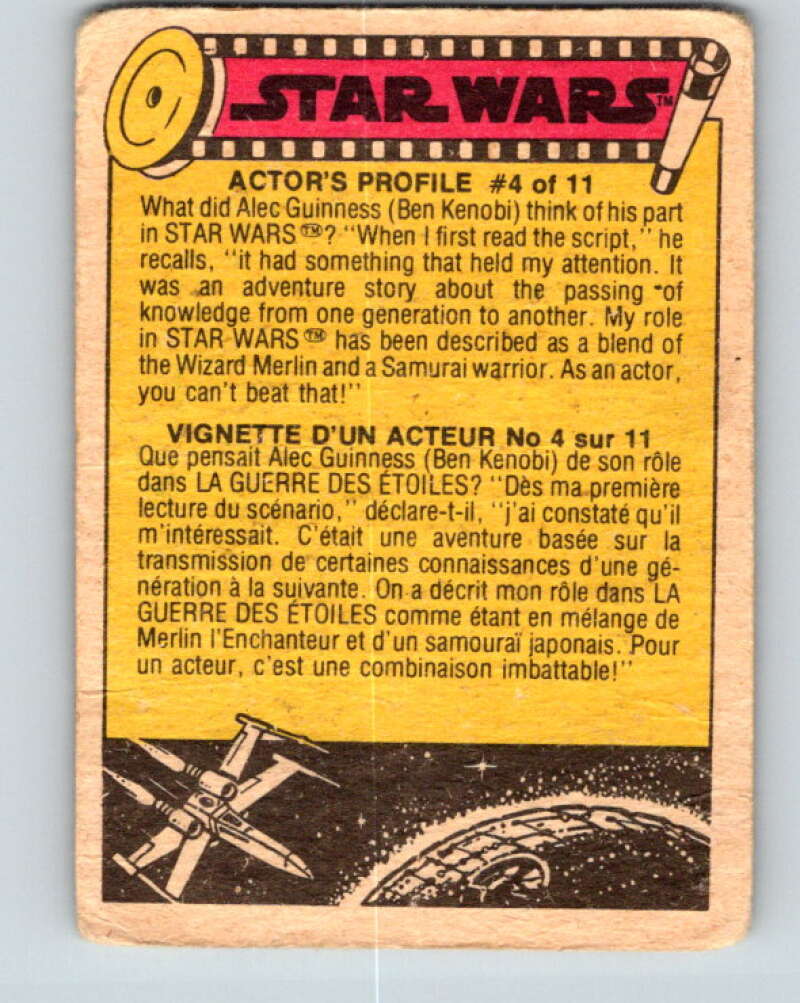 STAR WARS™
ACTOR'S PROFILE #4 of 11
What did Alec Guinness (Ben Kenobi) think of his part
in STAR WARS™? "When I first read the script," he
recalls, "it had something that held my attention. It
was an adventure story about the passing of
knowledge from one generation to another. My role
in STAR WARS™ has been described as a blend of
the Wizard Merlin and a Samurai warrior. As an actor,
you can't beat that!"
VIGNETTE D'UN ACTEUR No 4 sur 11
Que pensait Alec Guinness (Ben Kenobi) de son rôle
dans LA GUERRE DES ÉTOILES? "Dès ma première
lecture du scénario," déclare-t-il, "j'ai constaté qu'il
m'intéressait. C'était une aventure basée sur la
transmission de certaines connaissances d'une gé-
nération à la suivante. On a décrit mon rôle dans LA
GUERRE DES ÉTOILES comme étant en mélange de
Merlin l'Enchanteur et d'un samouraï japonais. Pour
un acteur, c'est une combinaison imbattable!"